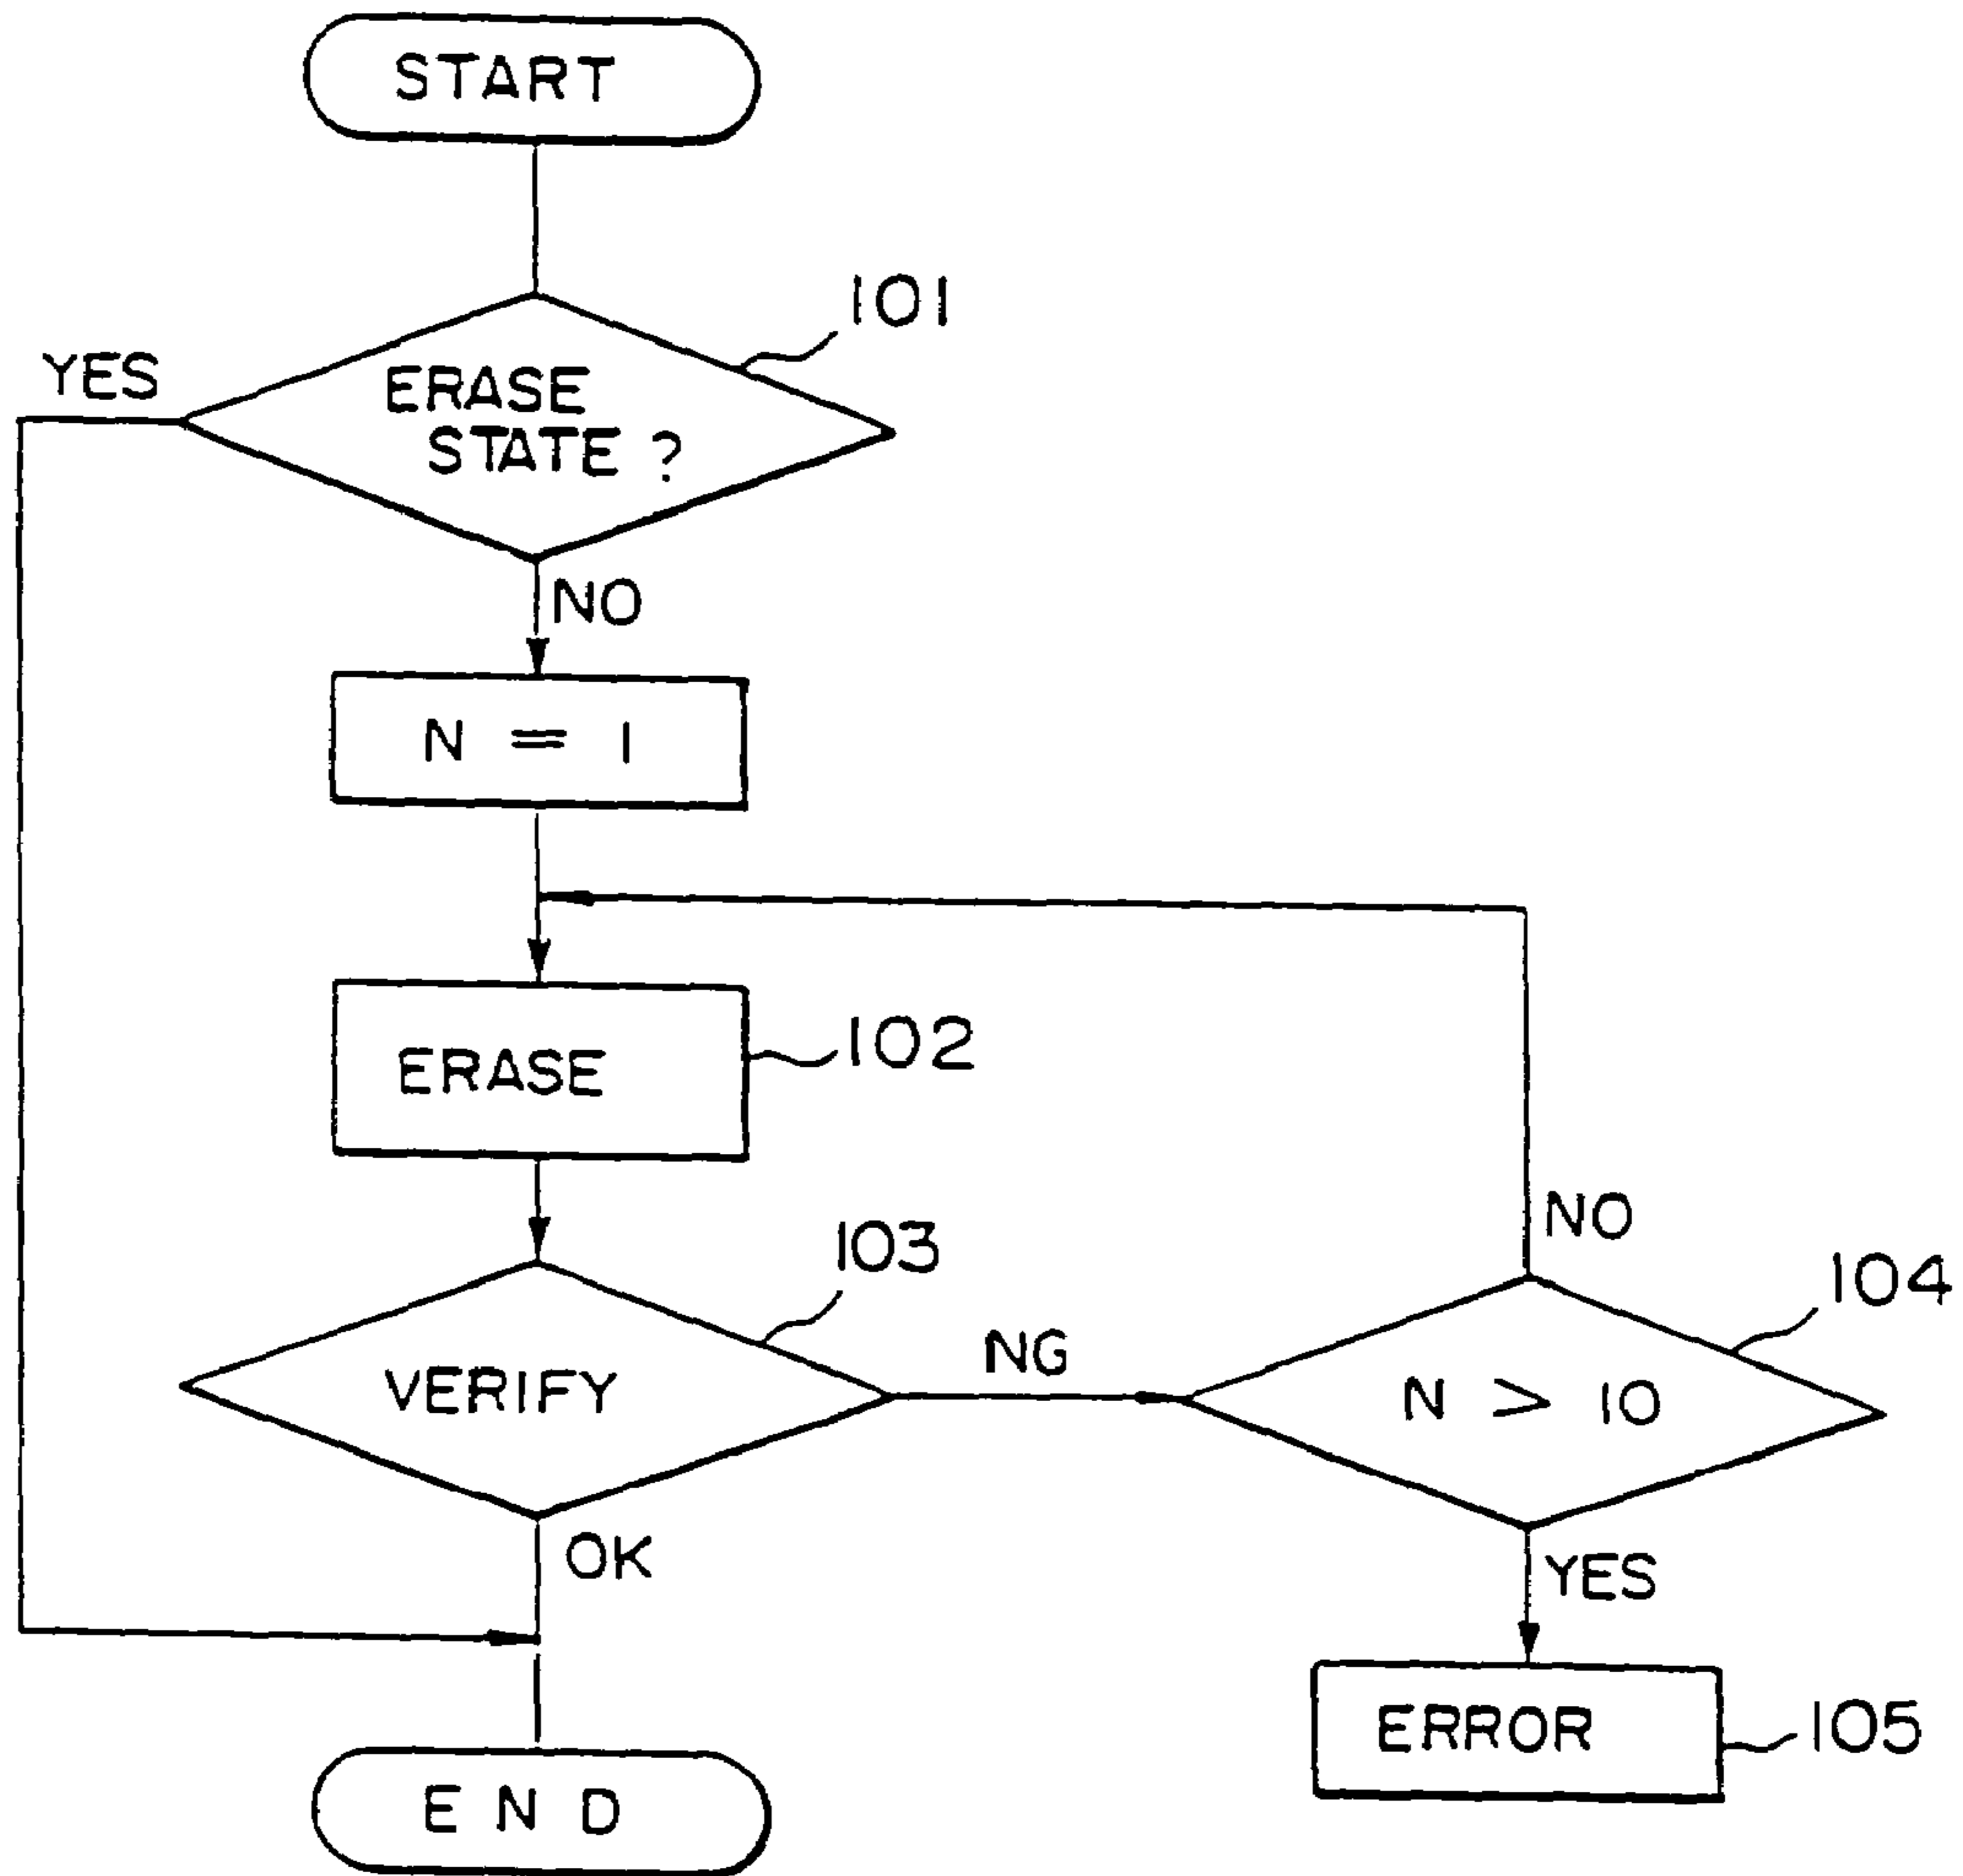 START
101
YES
ERASE
STATE ?
NO
N = 1
ERASE
102
103
NO
104
VERIFY
NG
N > 10
OK
YES
ERROR
105
END